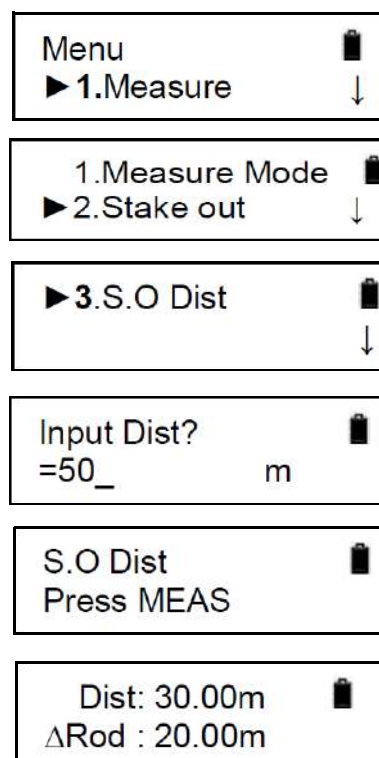 Menu
►1.Measure ↓
1.Measure Mode
►2.Stake out ↓
►3.S.O Dist
↓
Input Dist?
=50_ m
S.O Dist
Press MEAS
Dist: 30.00m
∆Rod : 20.00m